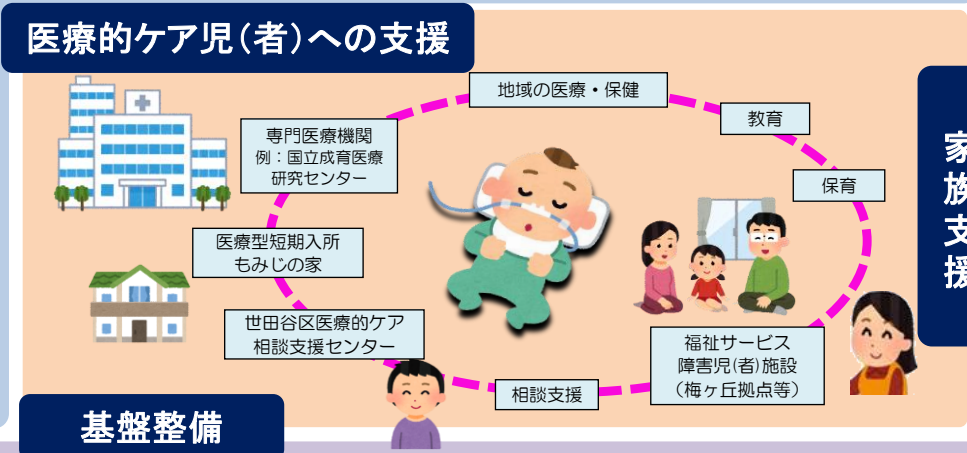 医療的ケア児（者）への支援
地域の医療・保健
教育
専門医療機関
例：国立成育医療
研究センター
保育
家族支援
医療型短期入所
もみじの家
世田谷区医療的ケア
相談支援センター
福祉サービス
障害児(者)施設
（梅ヶ丘拠点等）
相談支援
基盤整備